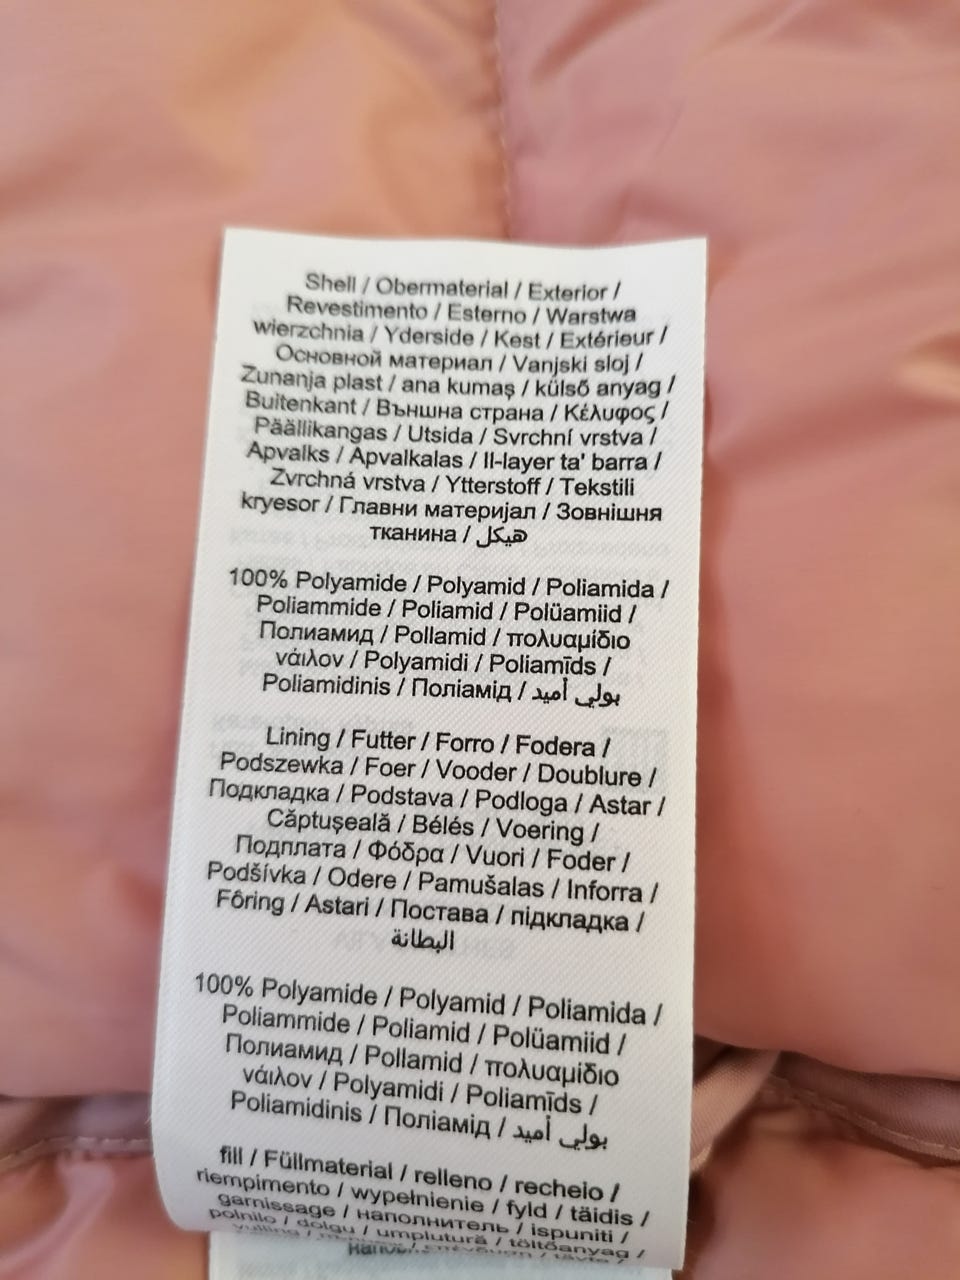 Shell / Obermaterial / Exterior /
Revestimento / Esterno / Warstwa
wierzchnia / Yderside / Kest / Extérieur /
Основной материал / Vanjski sloj /
Zunanja plast / ana kumaş / külső anyag /
Buitenkant / Външна страна / Κέλυφος /
Päällikangas / Utsida / Svrchní vrstva /
Apvalks / Apvalkalas / Il-layer ta' barra /
Zvrchná vrstva / Ytterstoff / Tekstili
kryesor / Главни материјал / Зовнішня
тканина / هيكل
100% Polyamide / Polyamid / Poliamida /
Poliammide / Poliamid / Polüamiid /
Полиамид / Pollamid / πολυαμίδιο
νάιλον / Polyamidi / Poliamīds /
Poliamidinis / Поліамід / بولي أميد
Lining / Futter / Forro / Fodera /
Podszewka / Foer / Vooder / Doublure /
Подкладка / Podstava / Podloga / Astar /
Căptuşeală / Bélés / Voering /
Подплата / Φόδρα / Vuori / Foder /
Podšívka / Odere / Pamušalas / Inforra /
Fôring / Astari / Постава / підкладка /
البطانة
100% Polyamide / Polyamid / Poliamida /
Poliammide / Poliamid / Polüamiid /
Полиамид / Pollamid / πολυαμίδιο
νάιλον / Polyamidi / Poliamīds /
Poliamidinis / Поліамід / بولي أميد
fill / Füllmaterial / relleno / recheio /
riempimento / wypełnienie / fyld / täidis /
garnissage / наполнитель / ispuniti /
polnilo / dolgu / umplutură / töltőanyag /